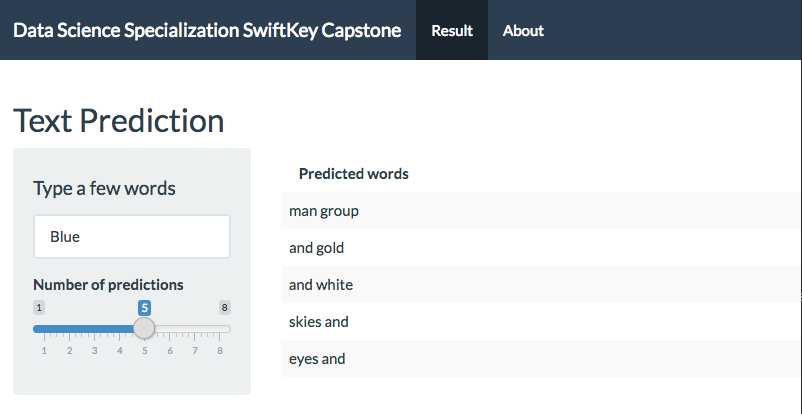 Data Science Specialization SwiftKey Capstone Result About
Text Prediction
Type a few words
Blue
Number of predictions
1 5 8
1 2 3 4 5 6 7 8
Predicted words
man group
and gold
and white
skies and
eyes and